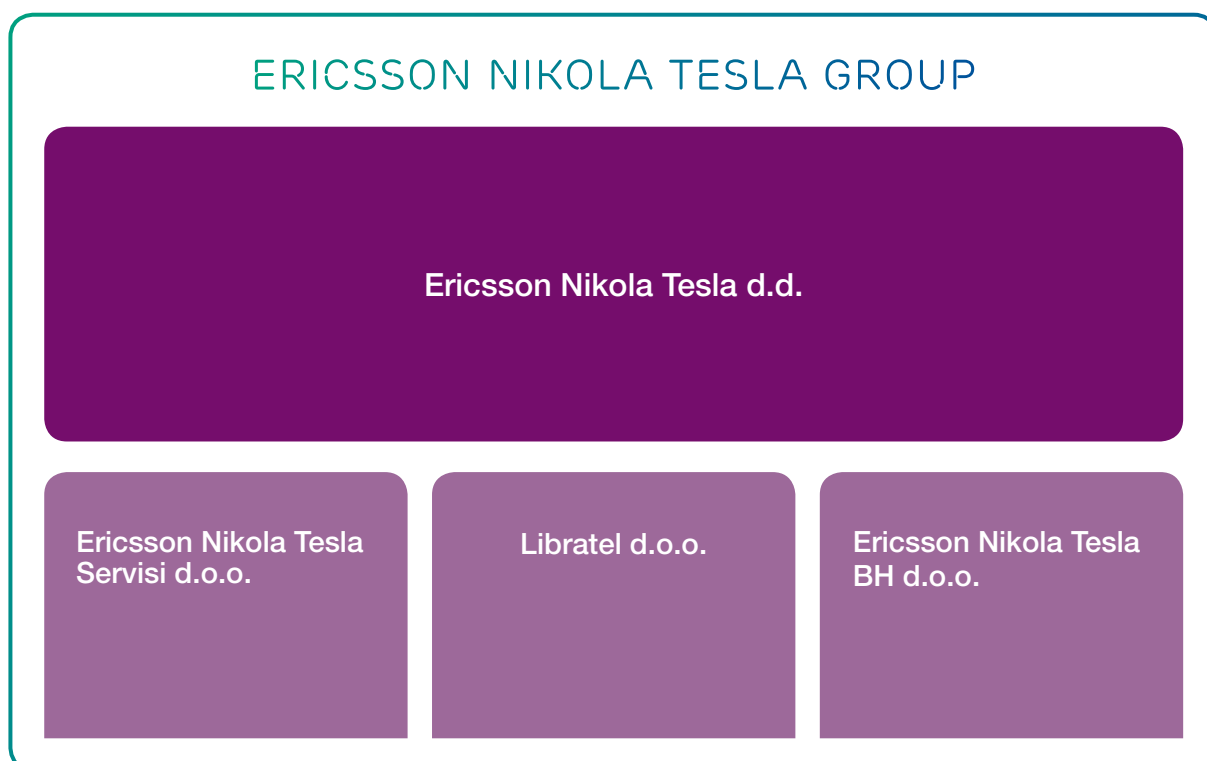 ERICSSON NIKOLA TESLA GROUP
Ericsson Nikola Tesla d.d.
Ericsson Nikola Tesla
Servisi d.o.o.
Libratel d.o.o.
Ericsson Nikola Tesla
BH d.o.o.